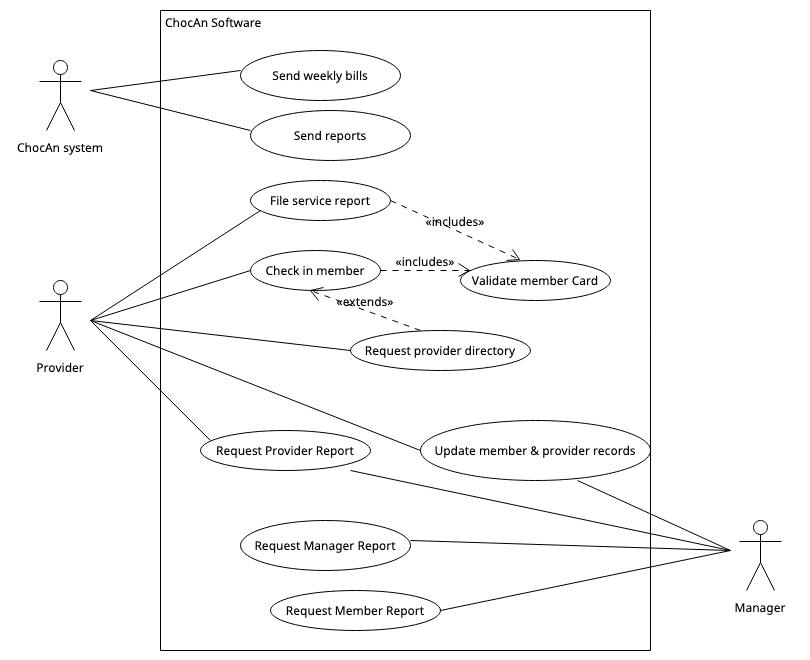 ChocAn Software
Send weekly bills
ChocAn system
Send reports
File service report
«includes»
Check in member
«includes»
Validate member Card
«extends»
Request provider directory
Provider
Request Provider Report
Update member & provider records
Request Manager Report
Request Member Report
Manager